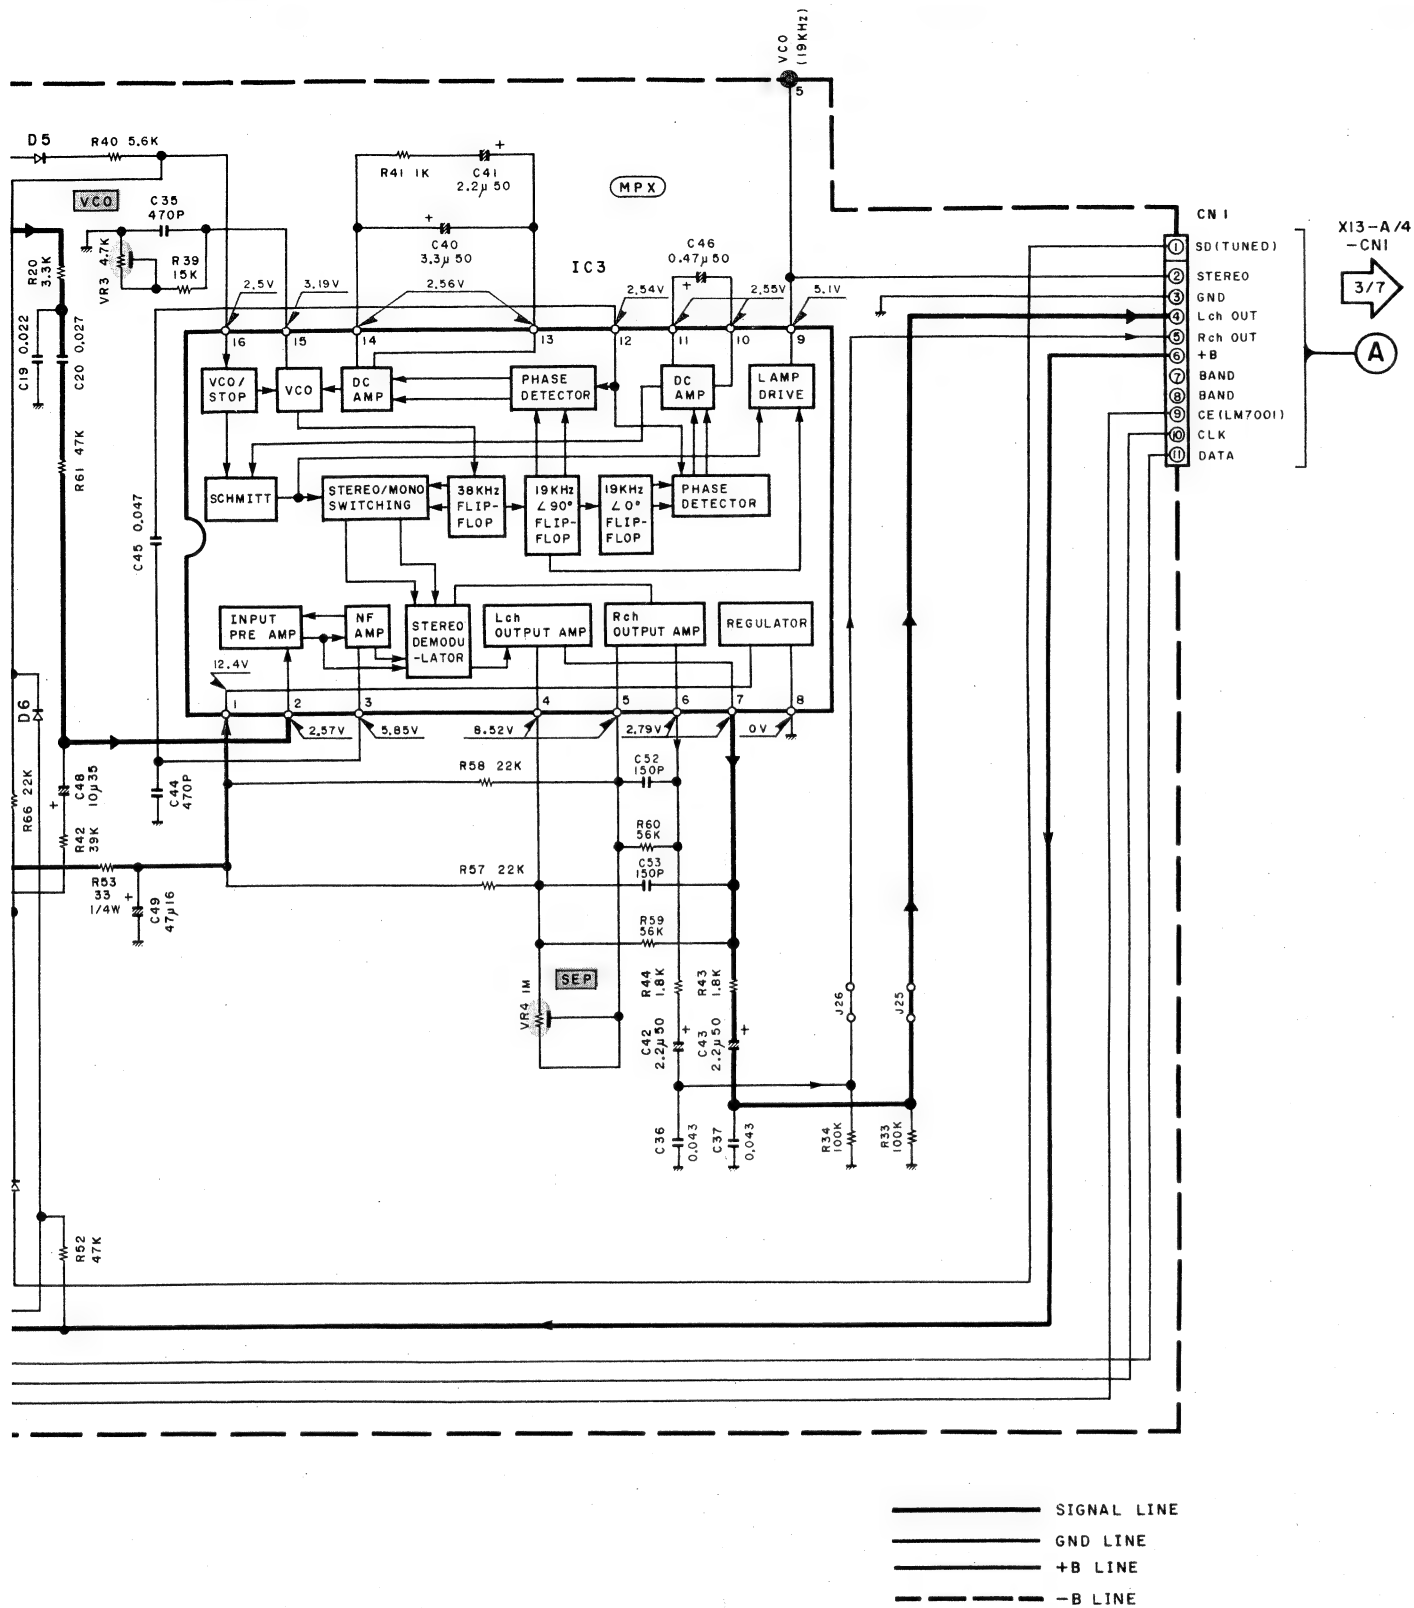 VCO
(19KHz)
5
D5
R40 5.6K
VCO
C35
470P
R41 1K
C41
2.2µ50
+
MPX
CN1
X13-A/4
-CN1
3/7
A
R20
3.3K
VR3 4.7K
R39
15K
+
C40
3.3µ50
IC3
C46
0.47µ50
+
1 SD(TUNED)
2 STEREO
3 GND
4 Lch OUT
5 Rch OUT
6 +B
7 BAND
8 BAND
9 CE(LM7001)
10 CLK
11 DATA
2.5V
3.19V
2.56V
2.54V
2.55V
5.1V
16
15
14
13
12
11
10
9
C19 0.022
C20 0.027
VCO/
STOP
VCO
DC
AMP
PHASE
DETECTOR
DC
AMP
LAMP
DRIVE
R61 47K
C45 0.047
SCHMITT
STEREO/MONO
SWITCHING
38KHz
FLIP-
FLOP
19KHz
∠90°
FLIP-
FLOP
19KHz
∠0°
FLIP-
FLOP
PHASE
DETECTOR
INPUT
PRE AMP
NF
AMP
STEREO
DEMODU
-LATOR
Lch
OUTPUT AMP
Rch
OUTPUT AMP
REGULATOR
12.4V
1
2
3
4
5
6
7
8
2.57V
5.85V
8.52V
2.79V
0V
D6
R66 22K
C48
10µ35
+
R42
39K
C44
470P
R58 22K
C52
150P
R60
56K
R57 22K
C53
150P
R53
33
1/4W
+
C49
47µ16
R59
56K
SEP
VR4 1M
R44
1.8K
R43
1.8K
C42
2.2µ50
+
C43
2.2µ50
+
J26
J25
C36
0.043
C37
0.043
R34
100K
R33
100K
R52
47K
SIGNAL LINE
GND LINE
+B LINE
-B LINE